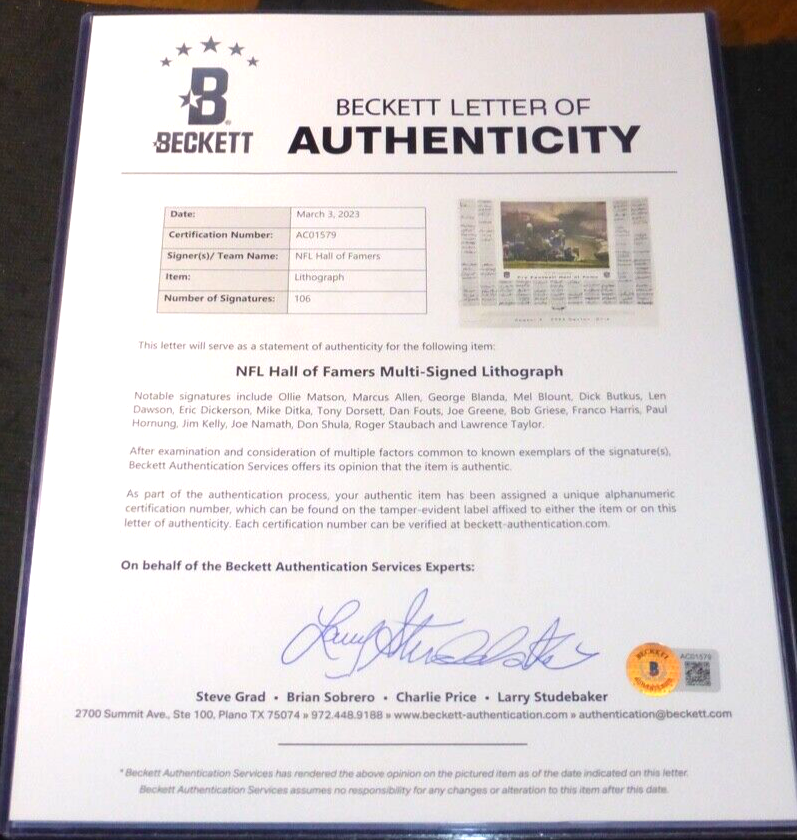 BECKETT LETTER OF
B
BECKETT
AUTHENTICITY
Date: March 3, 2023
Certification Number: AC01579
Signer(s)/ Team Name: NFL Hall of Famers
Item: Lithograph
Number of Signatures: 106
Pro Football Hall of Fame
This letter will serve as a statement of authenticity for the following item:
NFL Hall of Famers Multi-Signed Lithograph
Notable signatures include Ollie Matson, Marcus Allen, George Blanda, Mel Blount, Dick Butkus, Len
Dawson, Eric Dickerson, Mike Ditka, Tony Dorsett, Dan Fouts, Joe Greene, Bob Griese, Franco Harris, Paul
Hornung, Jim Kelly, Joe Namath, Don Shula, Roger Staubach and Lawrence Taylor.
After examination and consideration of multiple factors common to known exemplars of the signature(s),
Beckett Authentication Services offers its opinion that the item is authentic.
As part of the authentication process, your authentic item has been assigned a unique alphanumeric
certification number, which can be found on the tamper-evident label affixed to either the item or on this
letter of authenticity. Each certification number can be verified at beckett-authentication.com.
On behalf of the Beckett Authentication Services Experts:
Larry Studebaker
BECKETT
B
AC01579
Steve Grad • Brian Sobrero • Charlie Price • Larry Studebaker
2700 Summit Ave., Ste 100, Plano TX 75074 » 972.448.9188 » www.beckett-authentication.com » authentication@beckett.com
*Beckett Authentication Services has rendered the above opinion on the pictured item as of the date indicated on this letter.
Beckett Authentication Services assumes no responsibility for any changes or alteration to this item after this date.